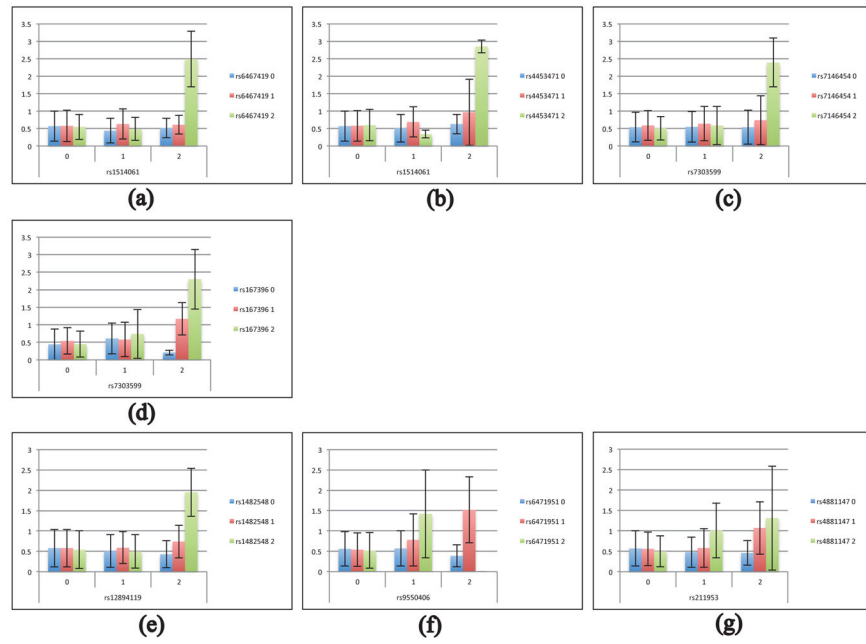 3.5
3
2.5
2
1.5
1
0.5
0
0 1 2
rs1514061
rs6467419 0
rs6467419 1
rs6467419 2
(a)
3.5
3
2.5
2
1.5
1
0.5
0
0 1 2
rs1514061
rs4453471 0
rs4453471 1
rs4453471 2
(b)
3.5
3
2.5
2
1.5
1
0.5
0
0 1 2
rs7303599
rs7146454 0
rs7146454 1
rs7146454 2
(c)
3.5
3
2.5
2
1.5
1
0.5
0
0 1 2
rs7303599
rs167396 0
rs167396 1
rs167396 2
(d)
3
2.5
2
1.5
1
0.5
0
0 1 2
rs12894119
rs1482548 0
rs1482548 1
rs1482548 2
(e)
3
2.5
2
1.5
1
0.5
0
0 1 2
rs9550406
rs6471951 0
rs6471951 1
rs6471951 2
(f)
3
2.5
2
1.5
1
0.5
0
0 1 2
rs211953
rs4881147 0
rs4881147 1
rs4881147 2
(g)